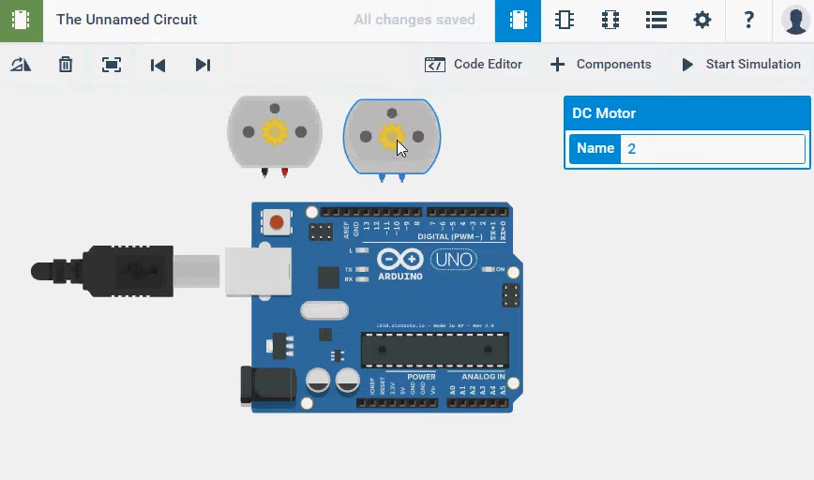 The Unnamed Circuit
All changes saved
?
Code Editor
Components
Start Simulation
DC Motor
Name 2
AREF
GND
13
12
~11
~10
~9
8
7
~6
~5
4
~3
2
TX→1
RX←0
DIGITAL (PWM~)
L
TX
RX
ARDUINO
UNO
ON
POWER
ANALOG IN
IOREF
RESET
3.3V
5V
GND
GND
Vin
A0
A1
A2
A3
A4
A5